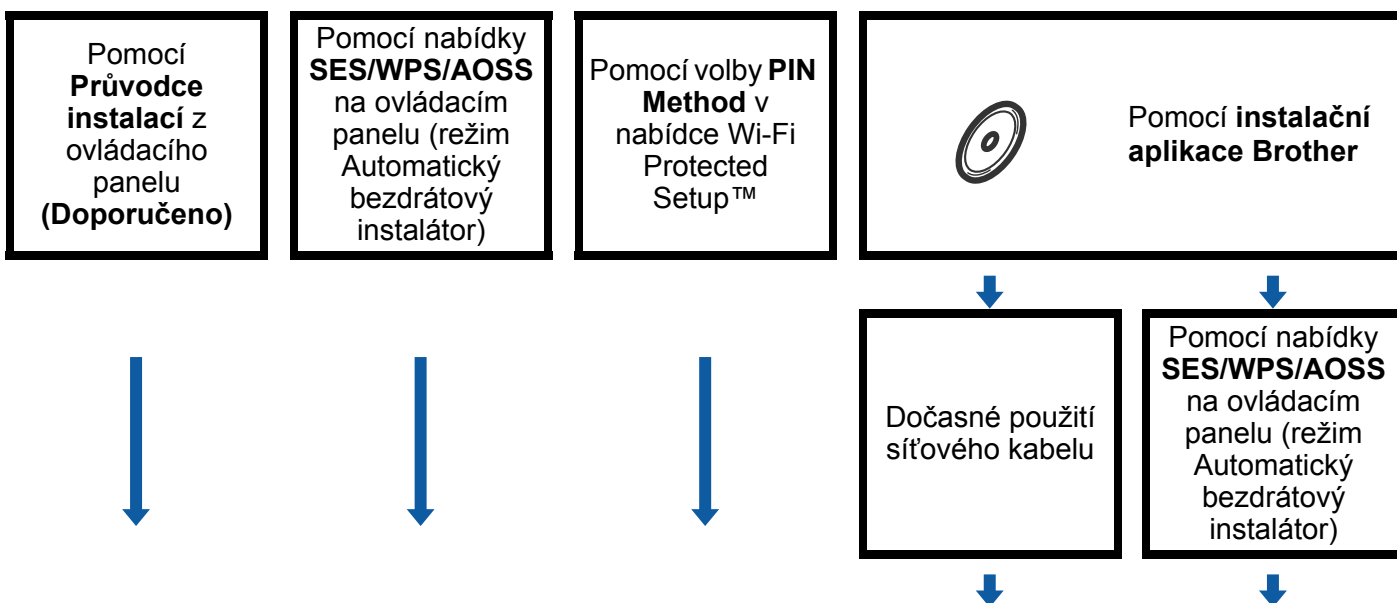 Pomocí
Průvodce
instalací z
ovládacího
panelu
(Doporučeno)
Pomocí nabídky
SES/WPS/AOSS
na ovládacím
panelu (režim
Automatický
bezdrátový
instalátor)
Pomocí volby PIN
Method v
nabídce Wi-Fi
Protected
Setup™
Pomocí instalační
aplikace Brother
Dočasné použití
síťového kabelu
Pomocí nabídky
SES/WPS/AOSS
na ovládacím
panelu (režim
Automatický
bezdrátový
instalátor)